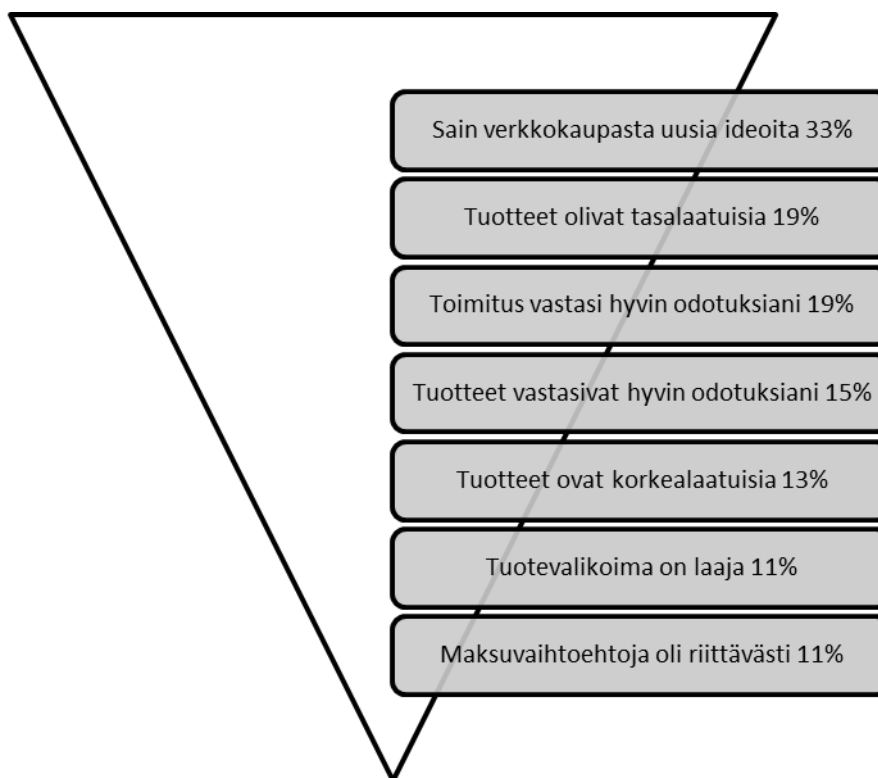 Sain verkkokaupasta uusia ideoita 33%
Tuotteet olivat tasalaatuisia 19%
Toimitus vastasi hyvin odotuksiani 19%
Tuotteet vastasivat hyvin odotuksiani 15%
Tuotteet ovat korkealaatuisia 13%
Tuotevalikoima on laaja 11%
Maksuvaihtoehtoja oli riittävästi 11%